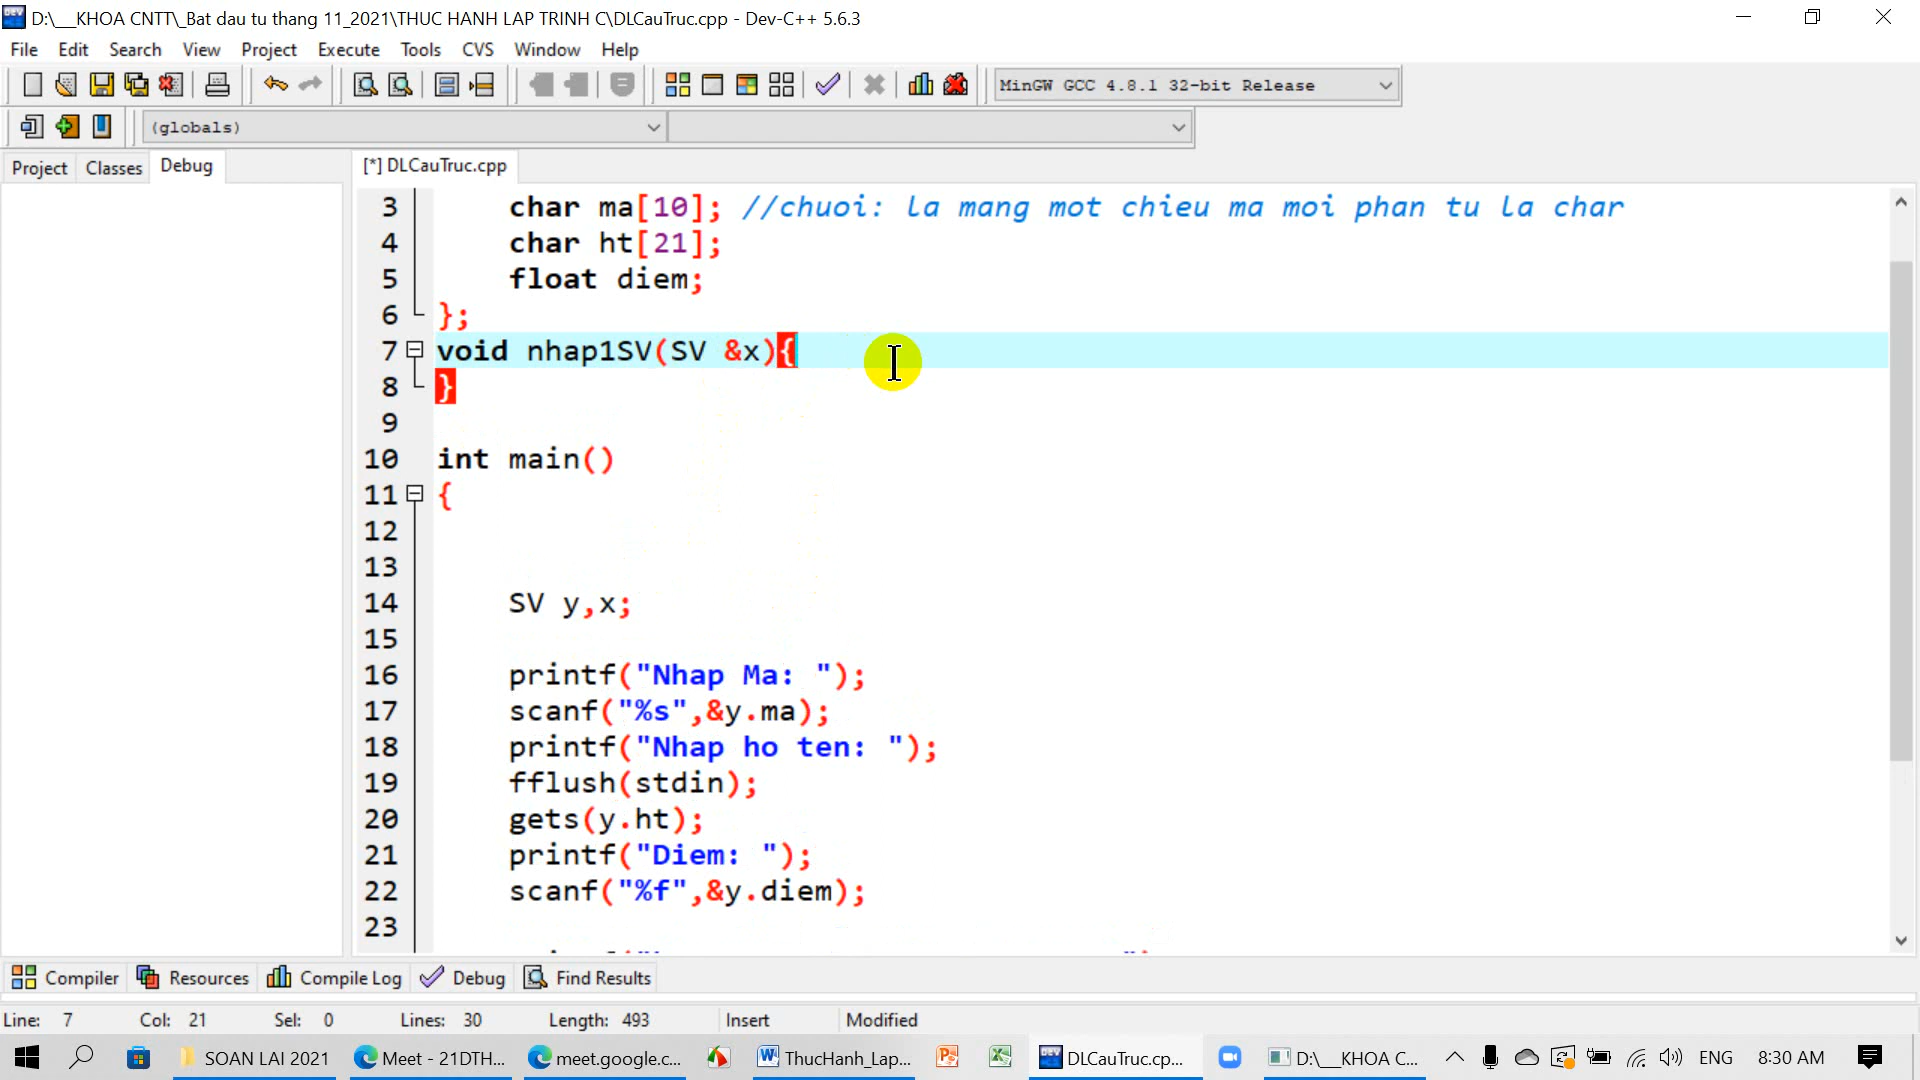 D:\__KHOA CNTT\_Bat dau tu thang 11_2021\THUC HANH LAP TRINH C\DLCauTruc.cpp - Dev-C++ 5.6.3
File Edit Search View Project Execute Tools CVS Window Help
MinGW GCC 4.8.1 32-bit Release
(globals)
Project Classes Debug [*] DLCauTruc.cpp
3 char ma[10]; //chuoi: la mang mot chieu ma moi phan tu la char
4 char ht[21];
5 float diem;
6 };
7 void nhap1SV(SV &x){
8 }
9
10 int main()
11 {
12
13
14 SV y,x;
15
16 printf("Nhap Ma: ");
17 scanf("%s",&y.ma);
18 printf("Nhap ho ten: ");
19 fflush(stdin);
20 gets(y.ht);
21 printf("Diem: ");
22 scanf("%f",&y.diem);
23
Compiler Resources Compile Log Debug Find Results
Line: 7 Col: 21 Sel: 0 Lines: 30 Length: 493 Insert Modified
SOAN LAI 2021 Meet - 21DTH... meet.google.c... ThucHanh_Lap... DLCauTruc.cp... D:\__KHOA C... ENG 8:30 AM